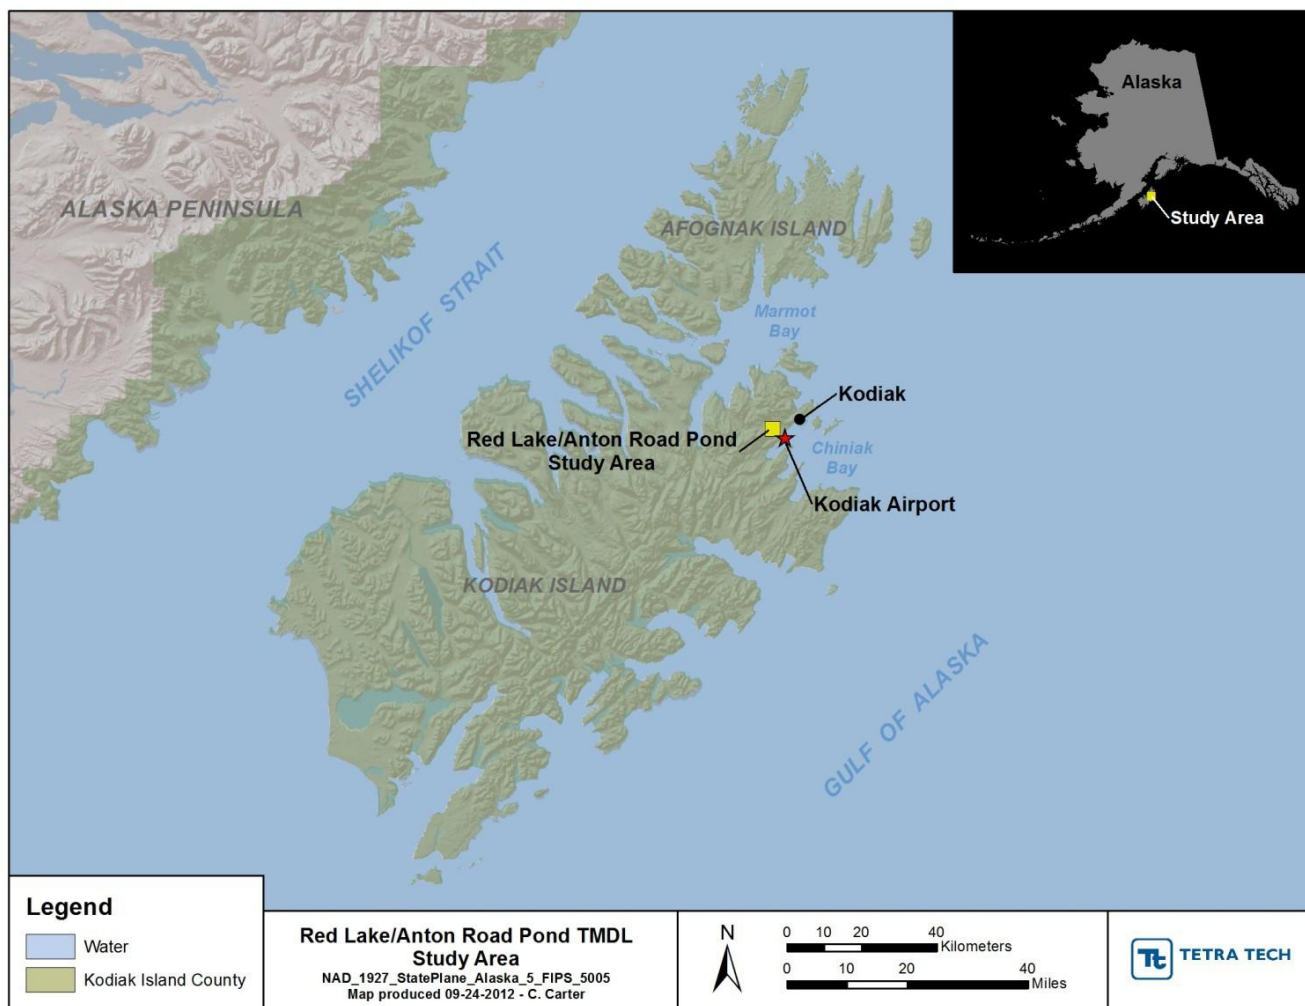 Alaska
Study Area
ALASKA PENINSULA
AFOGNAK ISLAND
SHELIKOF STRAIT
Marmot
Bay
Kodiak
Red Lake/Anton Road Pond
Study Area
Chiniak
Bay
Kodiak Airport
KODIAK ISLAND
GULF OF ALASKA
Legend
Water
Kodiak Island County
Red Lake/Anton Road Pond TMDL
Study Area
NAD_1927_StatePlane_Alaska_5_FIPS_5005
Map produced 09-24-2012 - C. Carter
N
0 10 20 40
Kilometers
0 10 20 40
Miles
Tt TETRA TECH